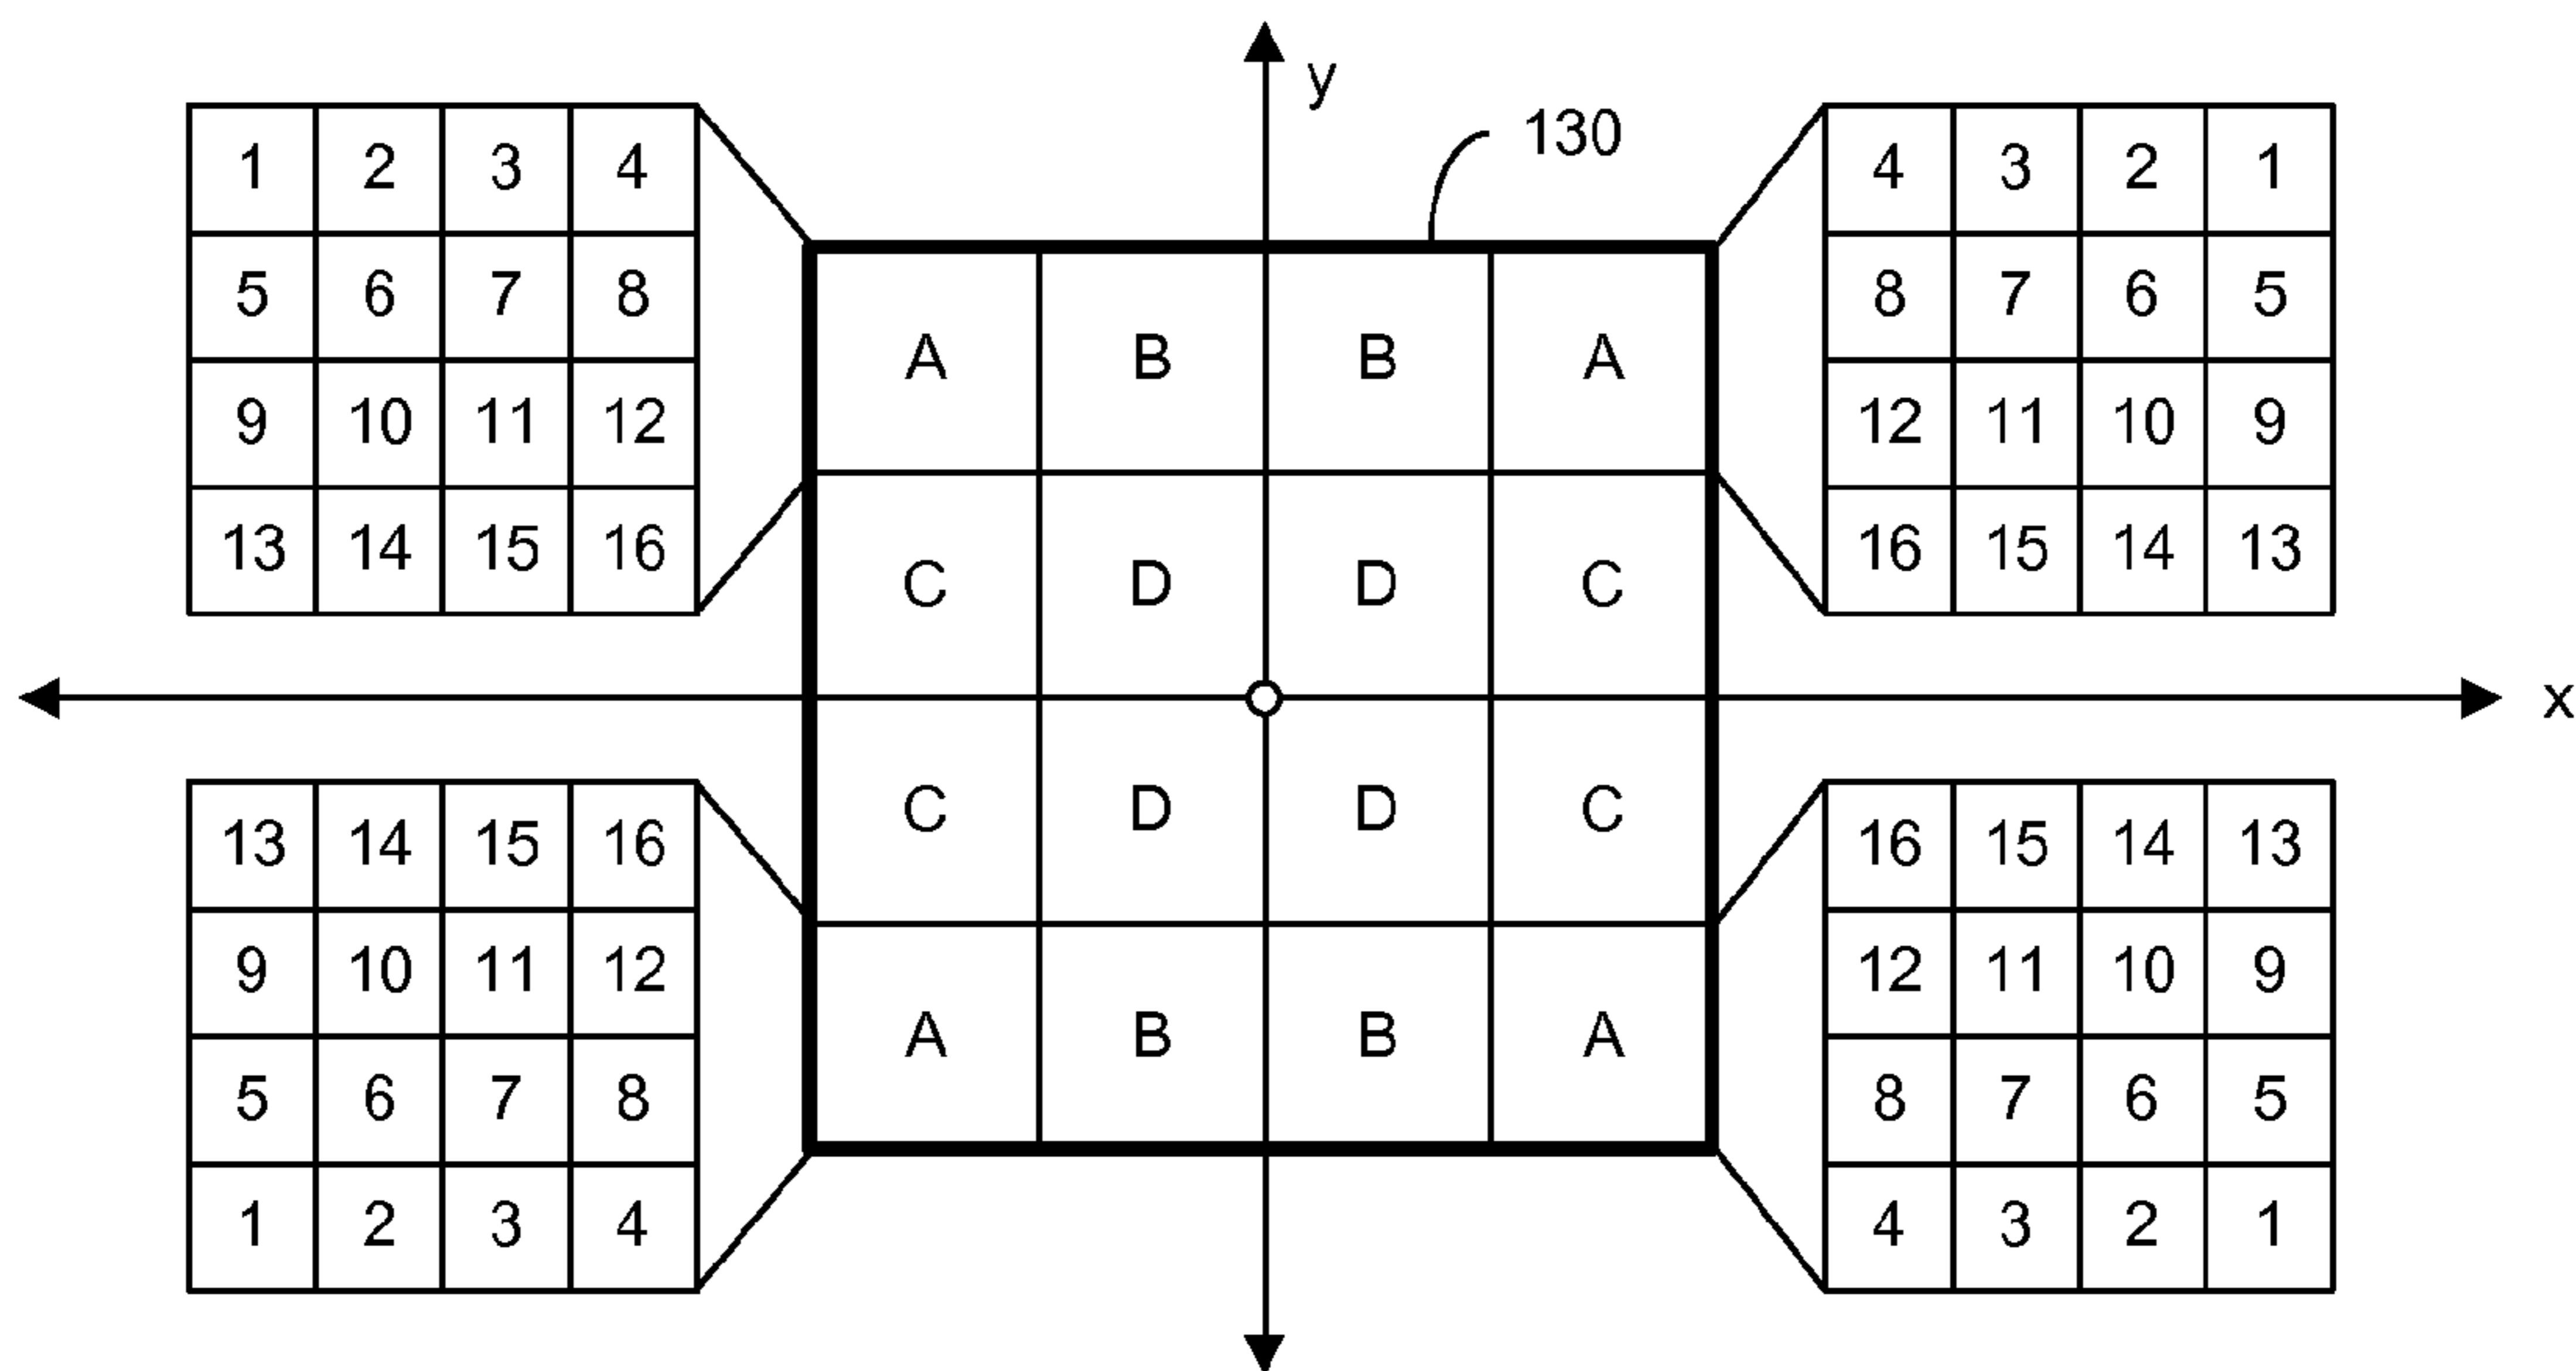 y
130
1 2 3 4
5 6 7 8
9 10 11 12
13 14 15 16
4 3 2 1
8 7 6 5
12 11 10 9
16 15 14 13
A B B A
C D D C
C D D C
A B B A
x
13 14 15 16
9 10 11 12
5 6 7 8
1 2 3 4
16 15 14 13
12 11 10 9
8 7 6 5
4 3 2 1